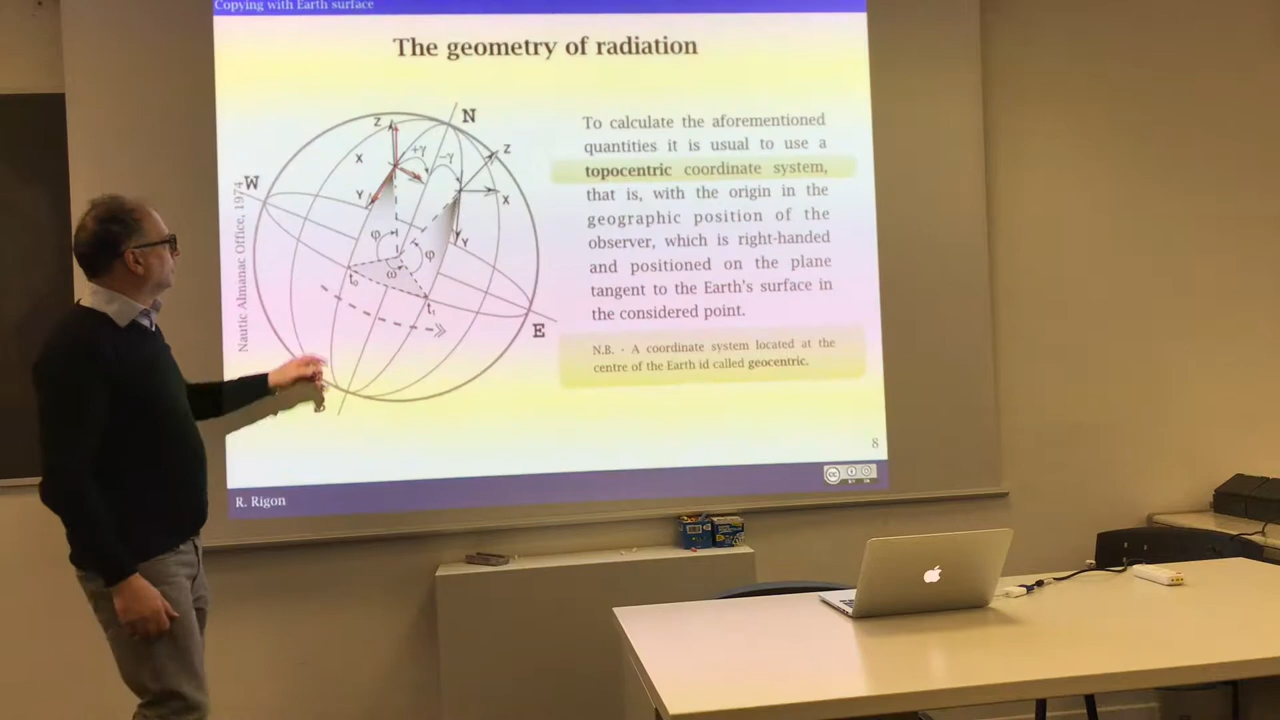 Copying with Earth surface
The geometry of radiation
Nautic Almanac Office, 1974
W
N
E
Z
X
Y
+γ
-γ
Z
X
Y
φ
φ
ω
t₀
t₁
To calculate the aforementioned
quantities it is usual to use a
topocentric coordinate system,
that is, with the origin in the
geographic position of the
observer, which is right-handed
and positioned on the plane
tangent to the Earth's surface in
the considered point.
N.B. - A coordinate system located at the
centre of the Earth id called geocentric.
8
R. Rigon
cc